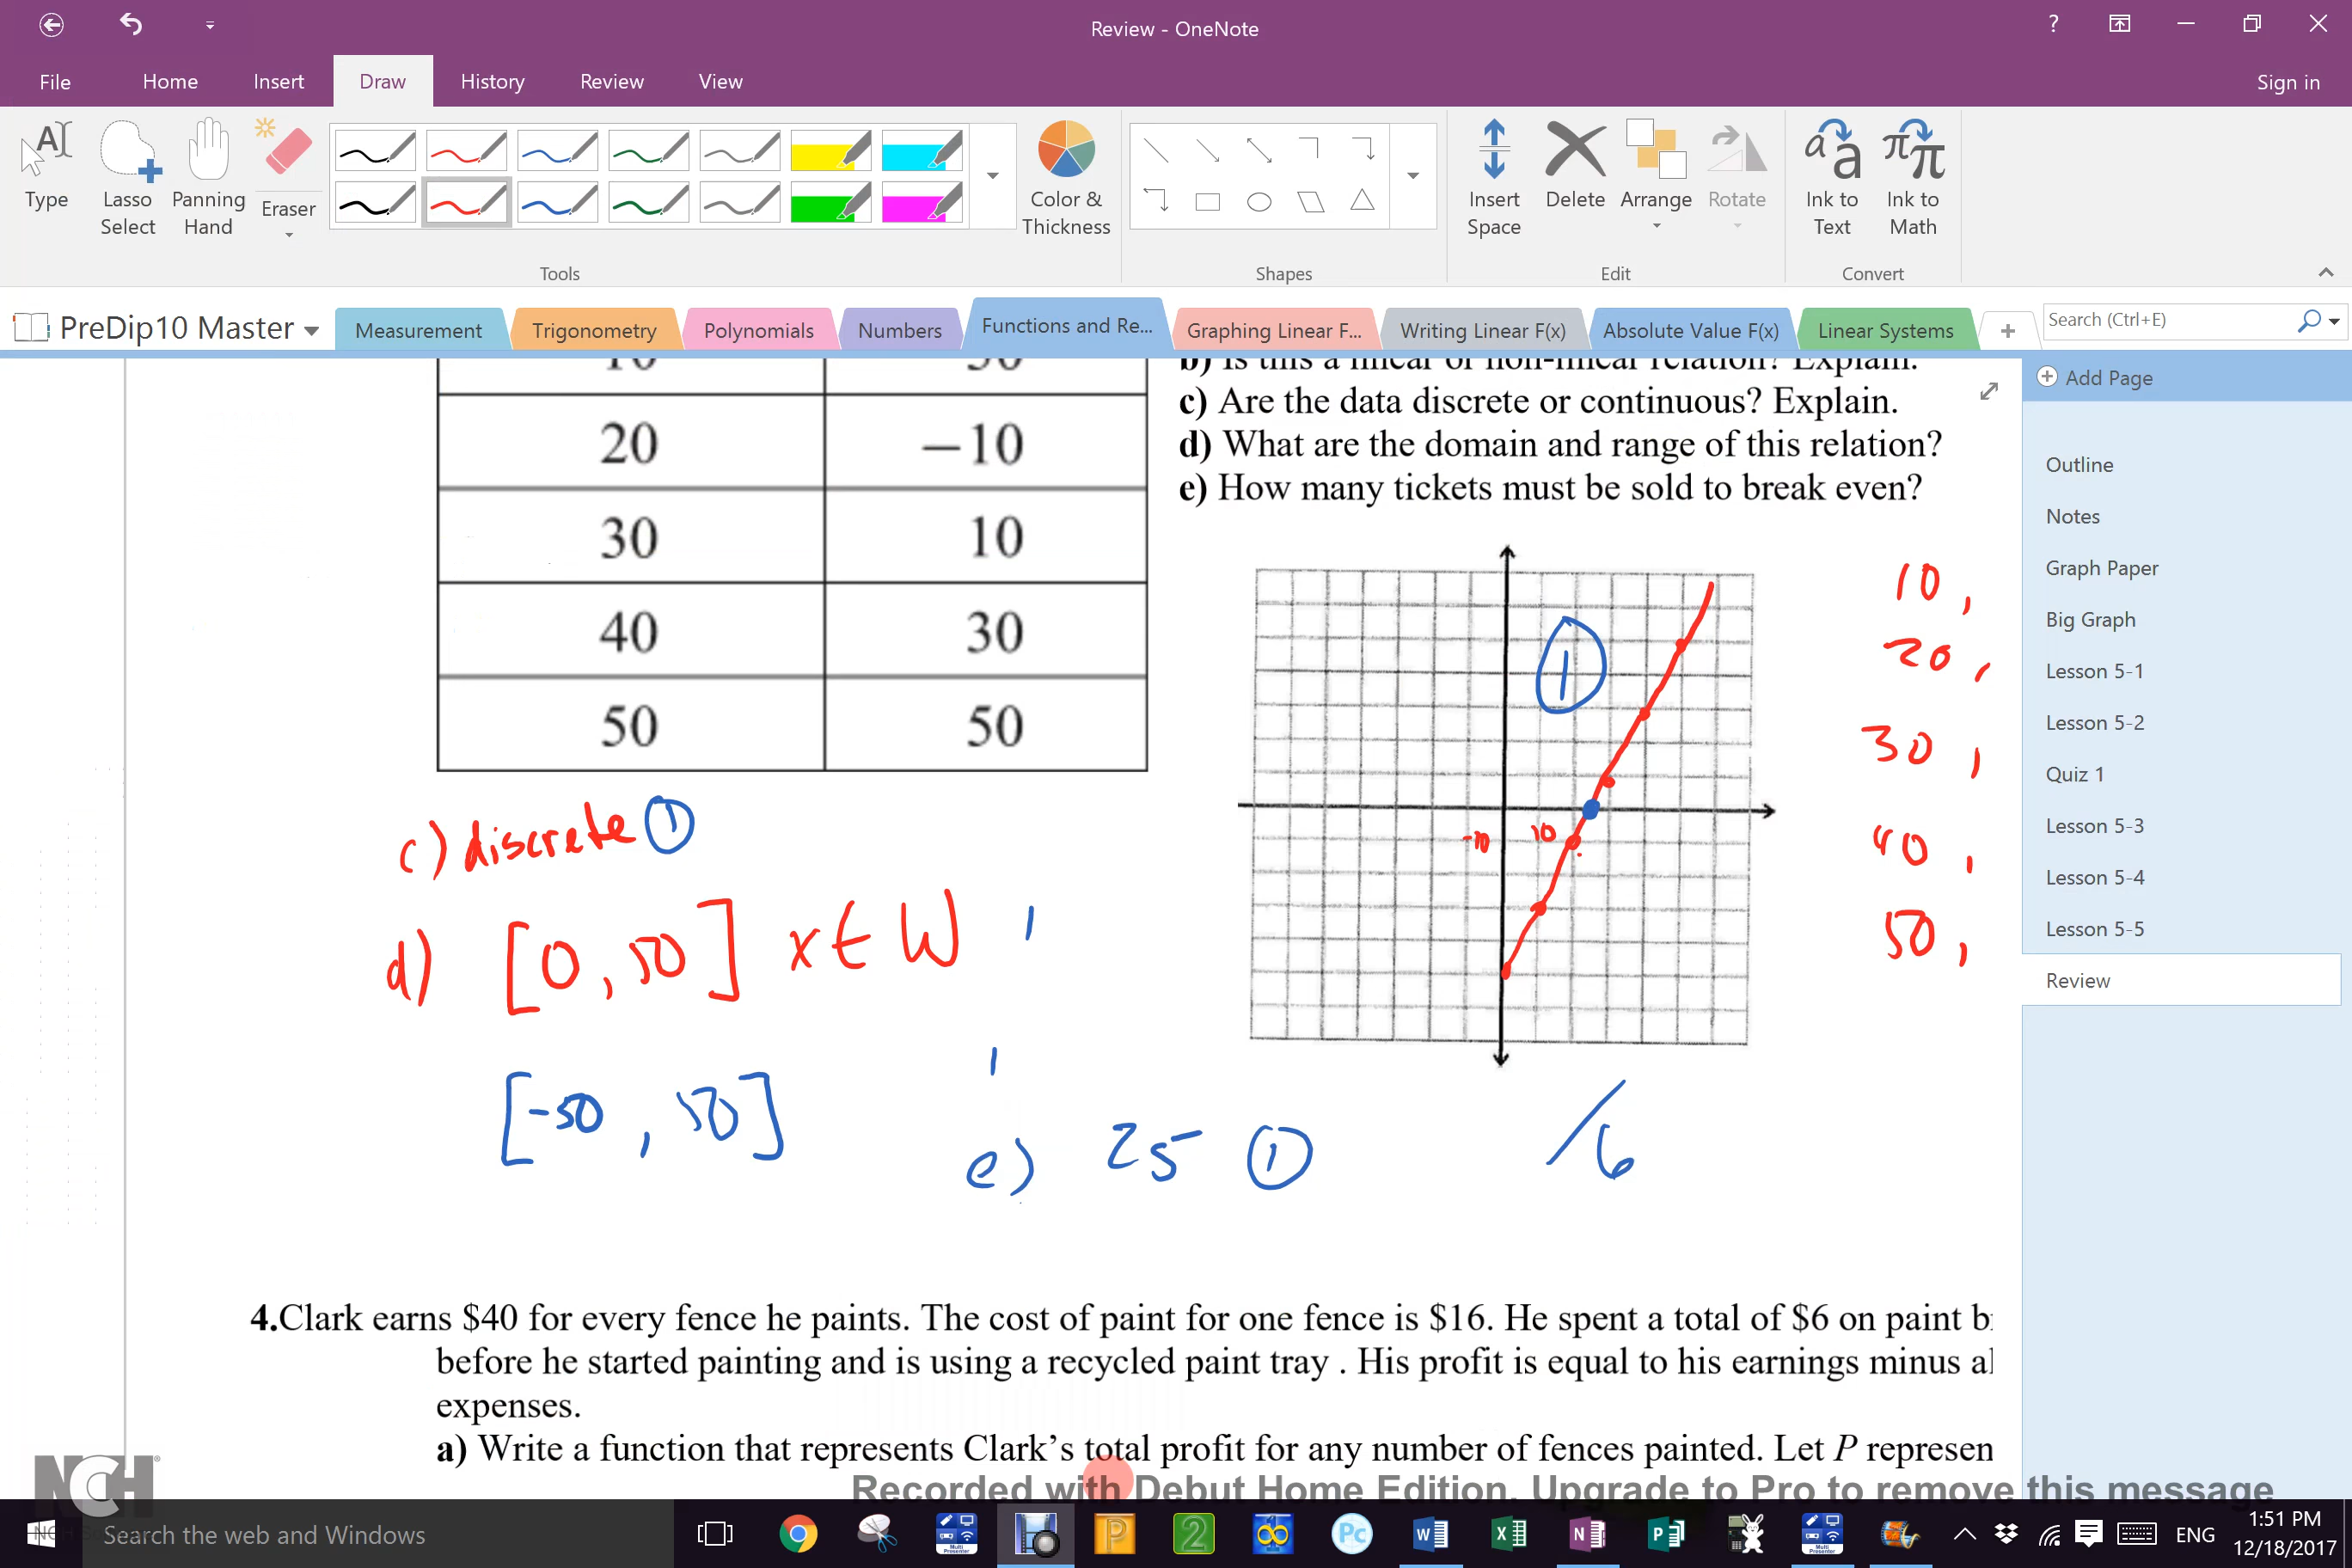 Review - OneNote
?
File Home Insert Draw History Review View Sign in
Type
Lasso Select
Panning Hand
Eraser
Color & Thickness
Insert Space
Delete
Arrange
Rotate
Ink to Text
Ink to Math
Tools Shapes Edit Convert
PreDip10 Master Measurement Trigonometry Polynomials Numbers Functions and Re... Graphing Linear F... Writing Linear F(x) Absolute Value F(x) Linear Systems + Search (Ctrl+E)
Add Page
Outline
Notes
Graph Paper
Big Graph
Lesson 5-1
Lesson 5-2
Quiz 1
Lesson 5-3
Lesson 5-4
Lesson 5-5
Review
20 −10
30 10
40 30
50 50
b) Is this a linear or non-linear relation? Explain.
c) Are the data discrete or continuous? Explain.
d) What are the domain and range of this relation?
e) How many tickets must be sold to break even?
1
-10 10
10,
20,
30,
40,
50,
c) discrete 1
d) [0, 50] x ∈ W 1
[-50, 50] 1
e) 25 1
/6
4.Clark earns $40 for every fence he paints. The cost of paint for one fence is $16. He spent a total of $6 on paint
before he started painting and is using a recycled paint tray . His profit is equal to his earnings minus
expenses.
a) Write a function that represents Clark's total profit for any number of fences painted. Let P represen
NCH
Recorded with Debut Home Edition. Upgrade to Pro to remove this message
Search the web and Windows
ENG
1:51 PM
12/18/2017